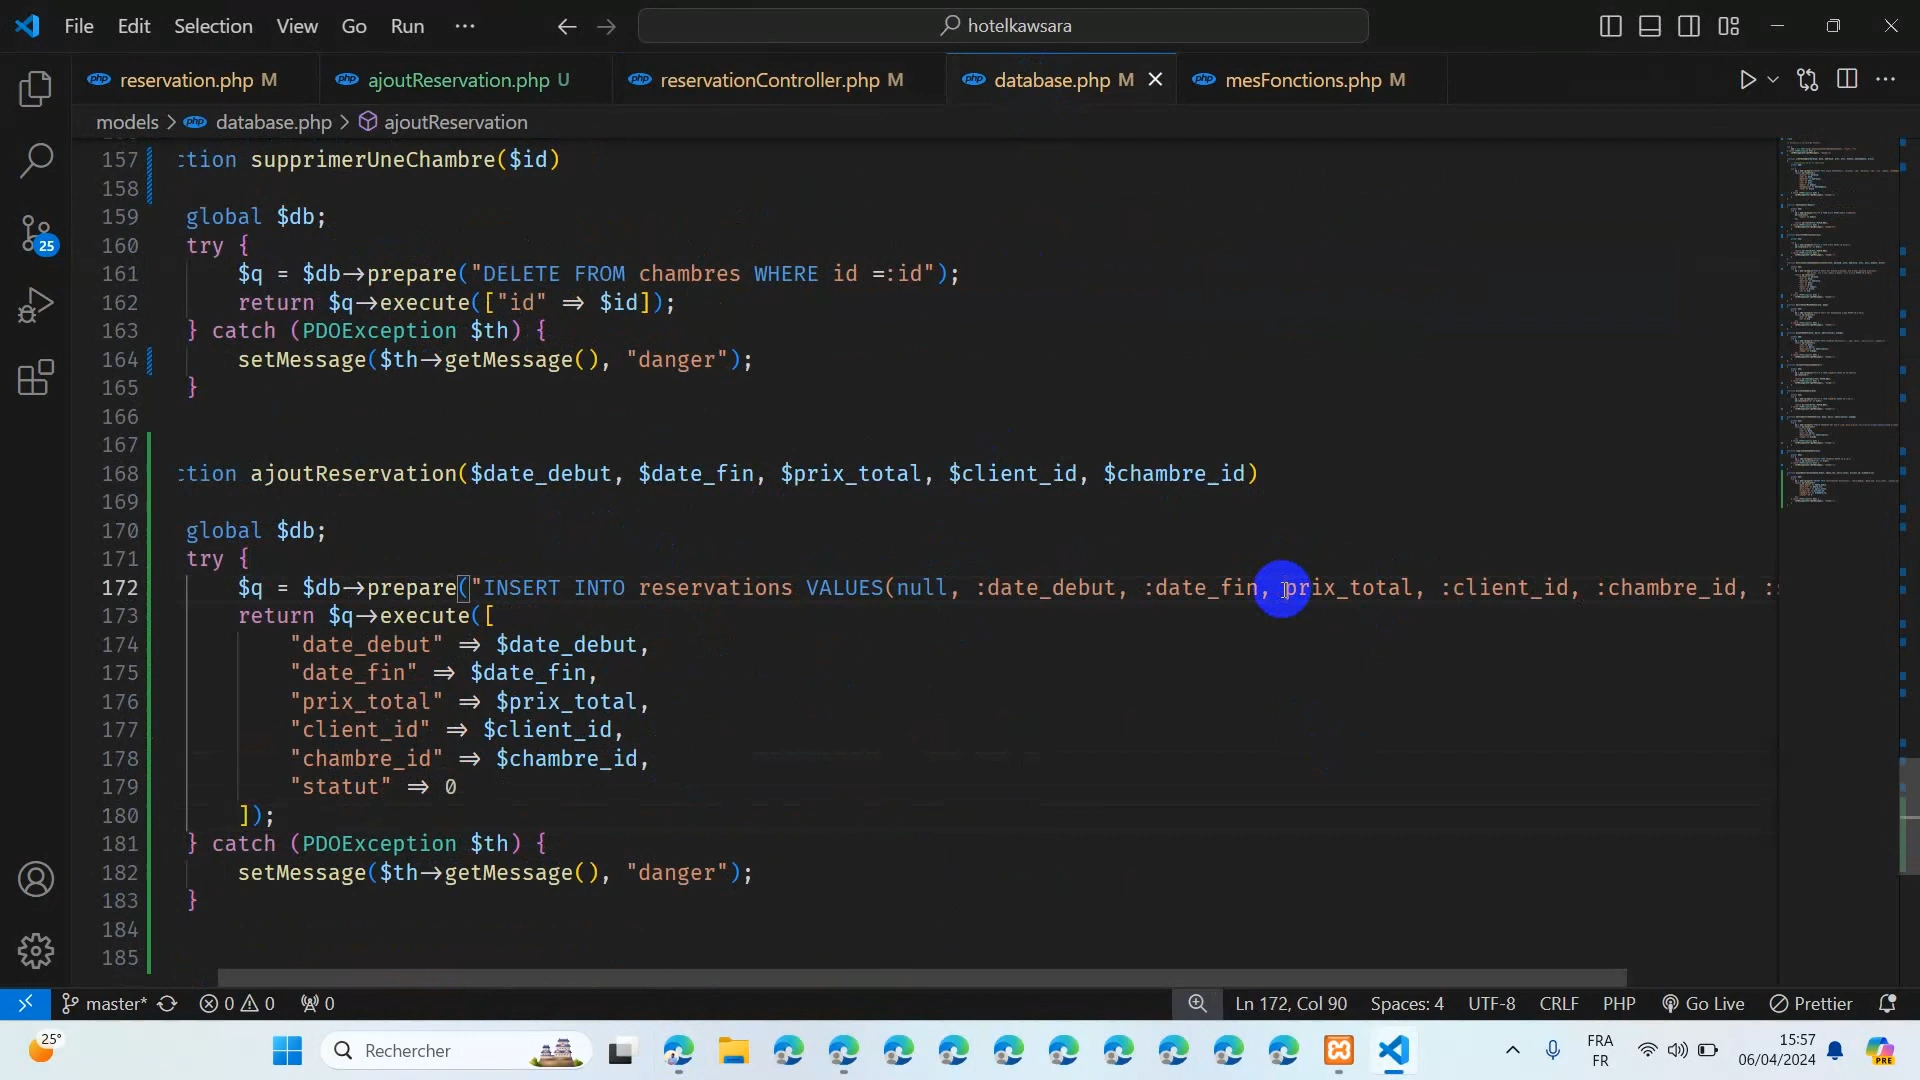 File Edit Selection View Go Run ··· hotelkawsara
reservation.php M ajoutReservation.php U reservationController.php M database.php M mesFonctions.php M
models > database.php > ajoutReservation
157 ction supprimerUneChambre($id)
158
159 global $db;
160 try {
161 $q = $db->prepare("DELETE FROM chambres WHERE id =:id");
162 return $q->execute(["id" => $id]);
163 } catch (PDOException $th) {
164 setMessage($th->getMessage(), "danger");
165 }
166
167
168 ction ajoutReservation($date_debut, $date_fin, $prix_total, $client_id, $chambre_id)
169
170 global $db;
171 try {
172 $q = $db->prepare("INSERT INTO reservations VALUES(null, :date_debut, :date_fin, prix_total, :client_id, :chambre_id, :
173 return $q->execute([
174 "date_debut" => $date_debut,
175 "date_fin" => $date_fin,
176 "prix_total" => $prix_total,
177 "client_id" => $client_id,
178 "chambre_id" => $chambre_id,
179 "statut" => 0
180 ]);
181 } catch (PDOException $th) {
182 setMessage($th->getMessage(), "danger");
183 }
184
185
25
master* 0 0 0 Ln 172, Col 90 Spaces: 4 UTF-8 CRLF PHP Go Live Prettier
25° Rechercher FRA 15:57
FR 06/04/2024 PRE